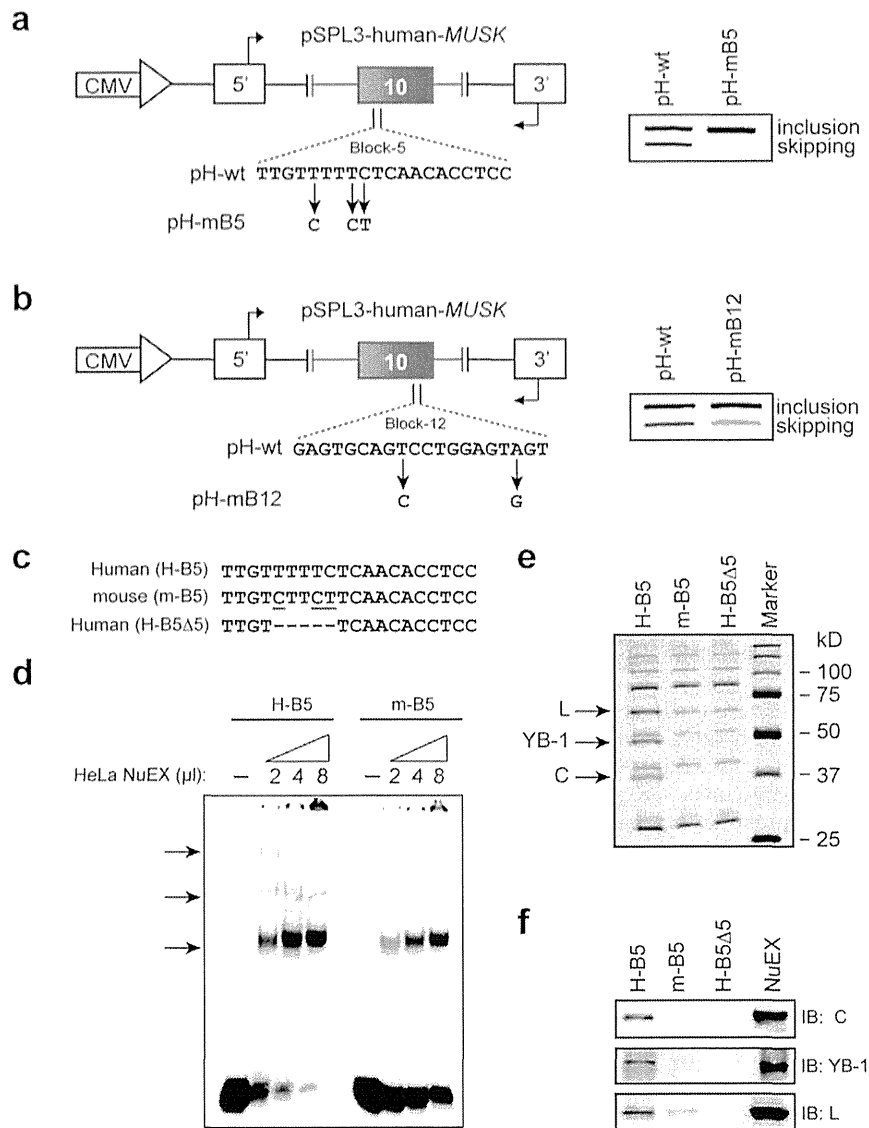 a
pSPL3-human-MUSK
CMV
5'
10
3'
Block-5
pH-wt TTGTTTTTCTCAACACCTCC
pH-mB5 C CT
pH-wt
pH-mB5
inclusion
skipping
b
pSPL3-human-MUSK
CMV
5'
10
3'
Block-12
pH-wt GAGTGCAGTCCTGGAGTAGT
pH-mB12 C G
pH-wt
pH-mB12
inclusion
skipping
c
Human (H-B5) TTGTTTTTCTCAACACCTCC
mouse (m-B5) TTGTCTTCTTCAACACCTCC
Human (H-B5Δ5) TTGT-----TCAACACCTCC
d
H-B5 m-B5
HeLa NuEX (µl): – 2 4 8 – 2 4 8
e
H-B5
m-B5
H-B5Δ5
Marker
kD
– 100
– 75
L
– 50
YB-1
C
– 37
– 25
f
H-B5
m-B5
H-B5Δ5
NuEX
IB: C
IB: YB-1
IB: L